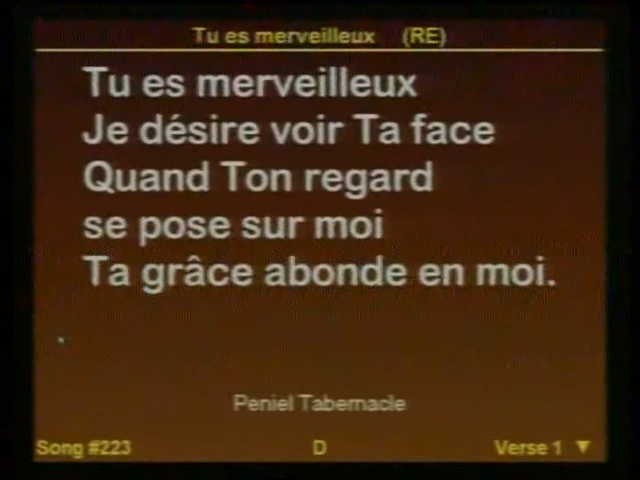 Tu es merveilleux (RE)
Tu es merveilleux
Je désire voir Ta face
Quand Ton regard
se pose sur moi
Ta grâce abonde en moi.
Peniel Tabernacle
Song #223 D Verse 1 ▼